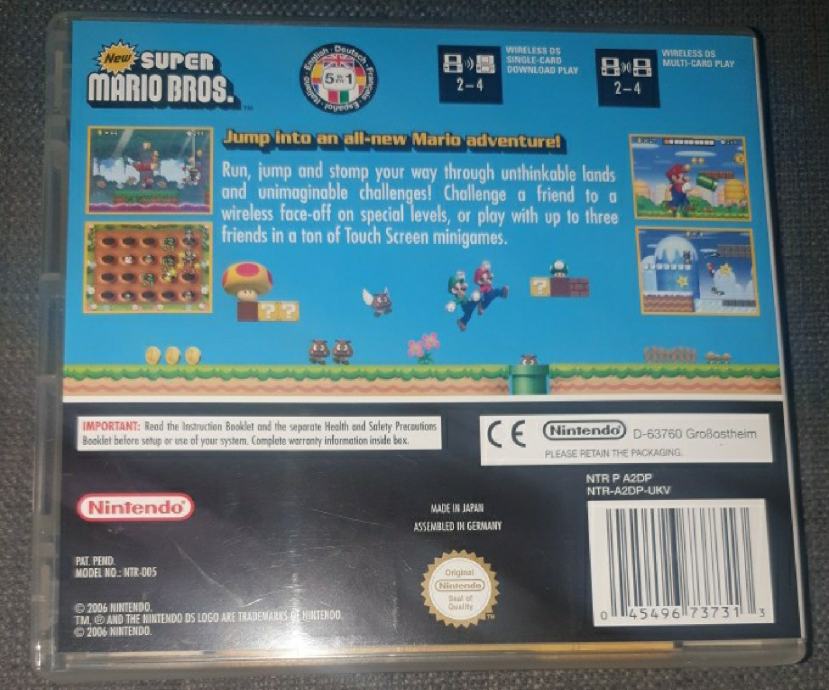 New SUPER
MARIO BROS.™
English · Deutsch · Français
Español · Italiano
5 in 1
2–4
WIRELESS DS
SINGLE-CARD
DOWNLOAD PLAY
2–4
WIRELESS DS
MULTI-CARD PLAY
Jump into an all-new Mario adventure!
Run, jump and stomp your way through unthinkable lands
and unimaginable challenges! Challenge a friend to a
wireless face-off on special levels, or play with up to three
friends in a ton of Touch Screen minigames.
? ?
?
IMPORTANT: Read the Instruction Booklet and the separate Health and Safety Precautions
Booklet before setup or use of your system. Complete warranty information inside box.
CE Nintendo D-63760 Großostheim
PLEASE RETAIN THE PACKAGING.
NTR P A2DP
NTR-A2DP-UKV
Nintendo
MADE IN JAPAN
ASSEMBLED IN GERMANY
PAT. PEND.
MODEL NO.: NTR-005
Original
Nintendo
Seal of
Quality
TM
© 2006 NINTENDO.
TM, ® AND THE NINTENDO DS LOGO ARE TRADEMARKS OF NINTENDO.
© 2006 NINTENDO.
0 45496 73731 3